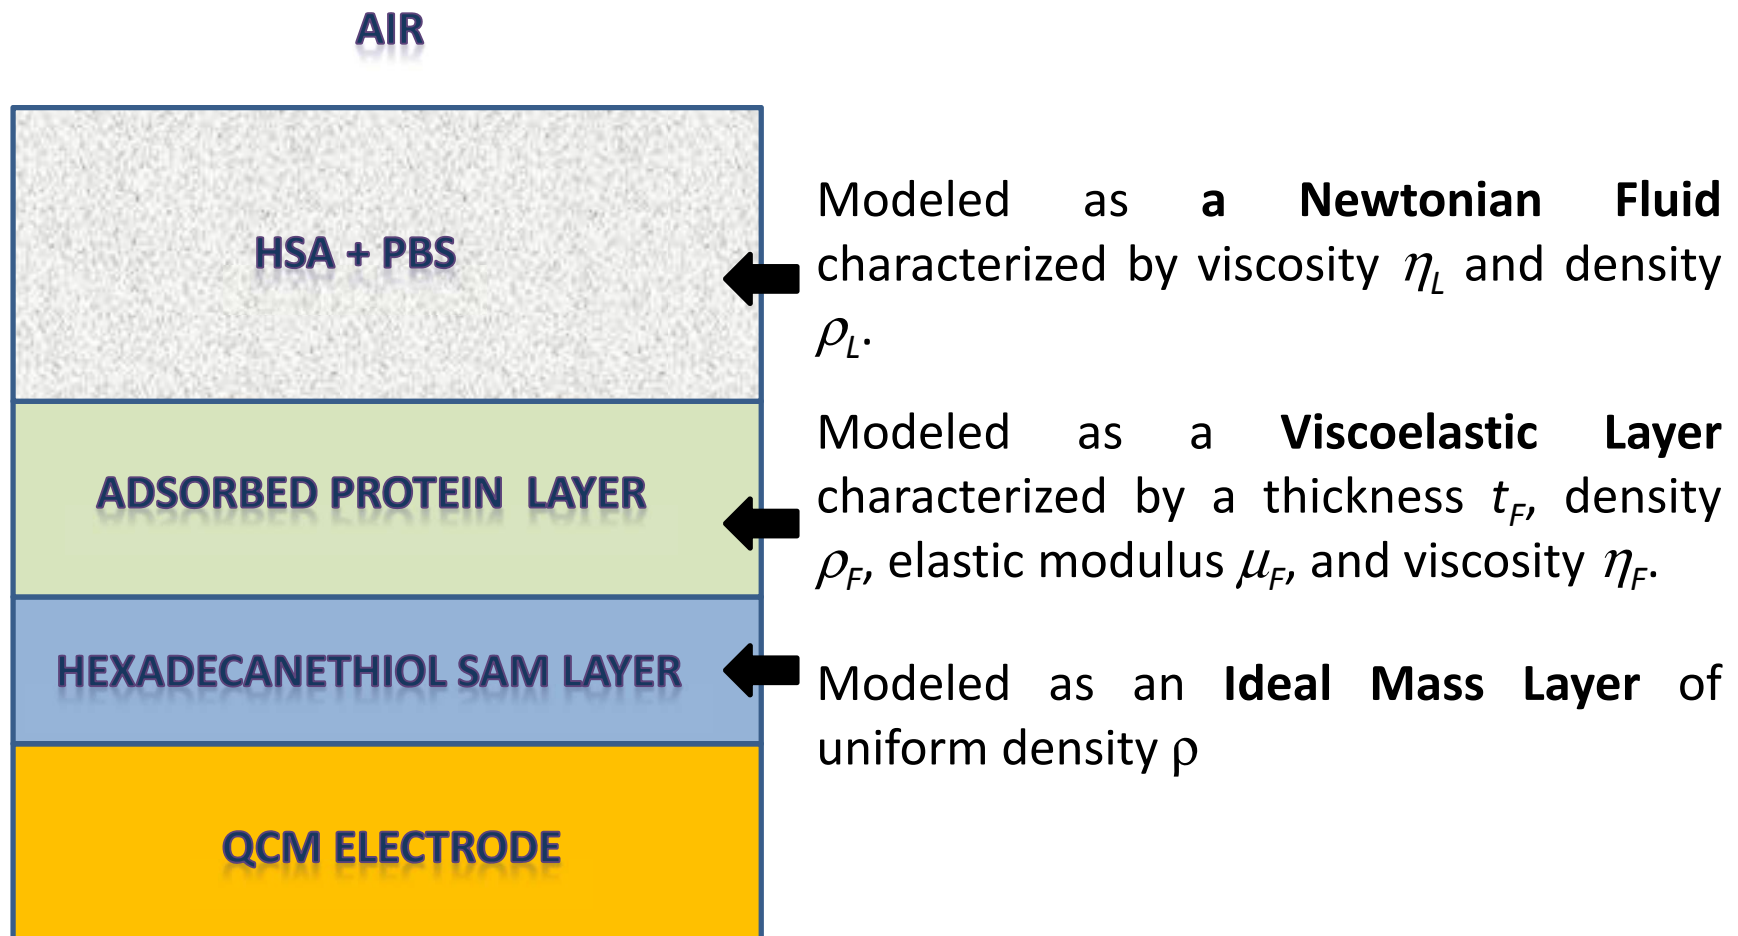 AIR
HSA + PBS
Modeled as a Newtonian Fluid
characterized by viscosity ηL and density
ρL.
ADSORBED PROTEIN LAYER
Modeled as a Viscoelastic Layer
characterized by a thickness tF, density
ρF, elastic modulus μF, and viscosity ηF.
HEXADECANETHIOL SAM LAYER
Modeled as an Ideal Mass Layer of
uniform density ρ
QCM ELECTRODE